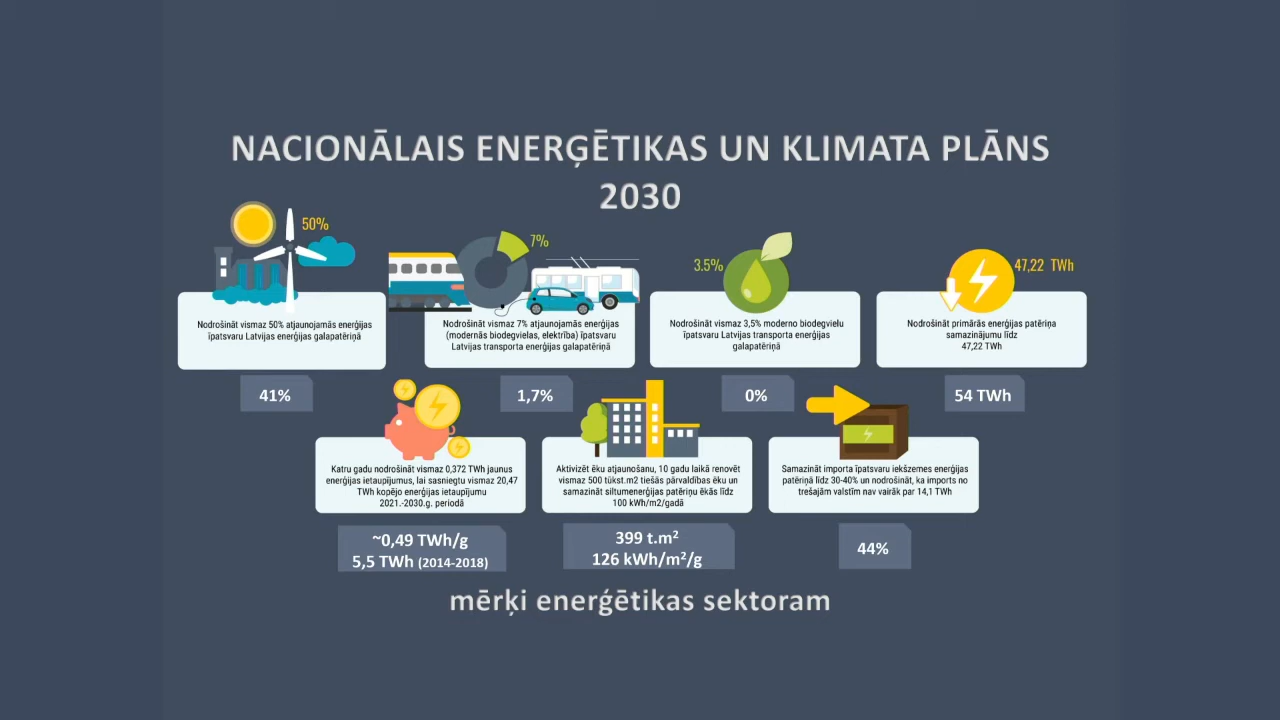 NACIONĀLAIS ENERĢĒTIKAS UN KLIMATA PLĀNS
2030
50%
7%
3.5%
47,22 TWh
Nodrošināt vismaz 50% atjaunojamās enerģijas
īpatsvaru Latvijas enerģijas galapatēriņā
Nodrošināt vismaz 7% atjaunojamās enerģijas
(modernās biodegvielas, elektrība) īpatsvaru
Latvijas transporta enerģijas galapatēriņā
Nodrošināt vismaz 3,5% moderno biodegvielu
īpatsvaru Latvijas transporta enerģijas
galapatēriņā
Nodrošināt primārās enerģijas patēriņa
samazinājumu līdz
47,22 TWh
41%
1,7%
0%
54 TWh
Katru gadu nodrošināt vismaz 0,372 TWh jaunus
enerģijas ietaupījumus, lai sasniegtu vismaz 20,47
TWh kopējo enerģijas ietaupījumu
2021.-2030.g. periodā
Aktivizēt ēku atjaunošanu, 10 gadu laikā renovēt
vismaz 500 tūkst.m2 tiešās pārvaldības ēku un
samazināt siltumenerģijas patēriņu ēkās līdz
100 kWh/m2/gadā
Samazināt importa īpatsvaru iekšzemes enerģijas
patēriņā līdz 30-40% un nodrošināt, ka imports no
trešajām valstīm nav vairāk par 14,1 TWh
~0,49 TWh/g
5,5 TWh (2014-2018)
399 t.m²
126 kWh/m²/g
44%
mērķi enerģētikas sektoram